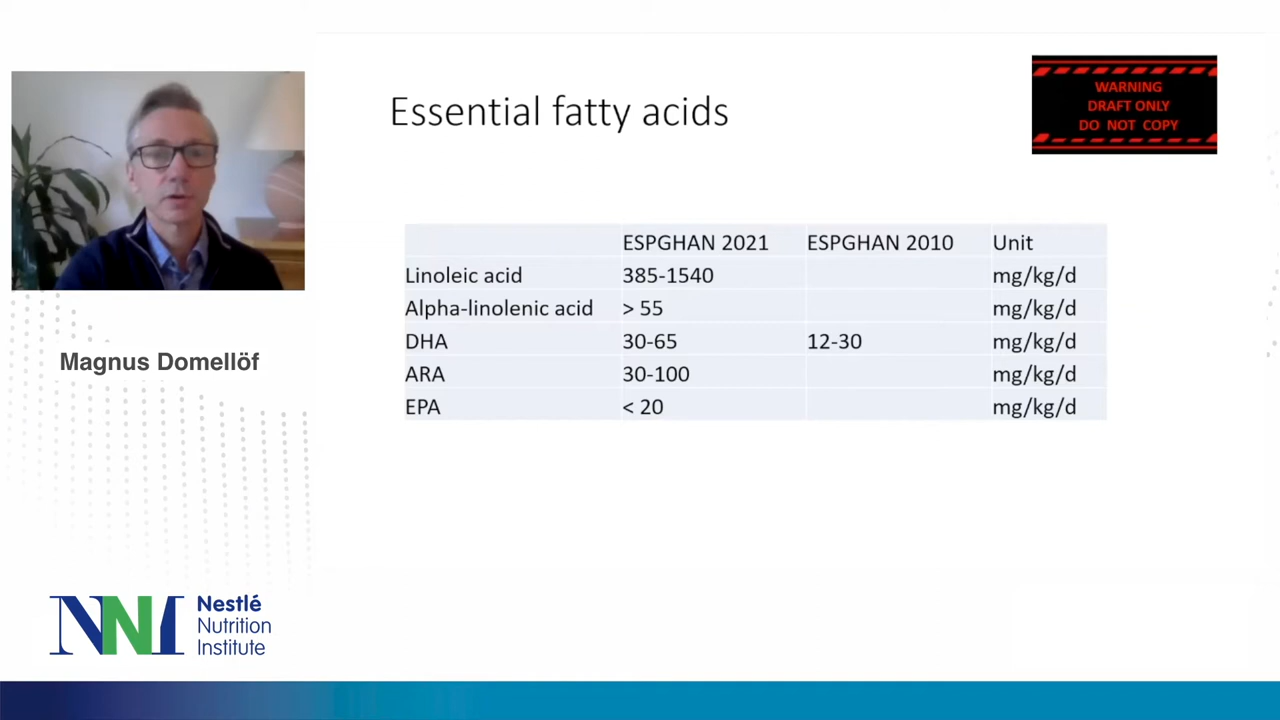 Essential fatty acids
WARNING
DRAFT ONLY
DO NOT COPY
ESPGHAN 2021 ESPGHAN 2010 Unit
Linoleic acid 385-1540 mg/kg/d
Alpha-linolenic acid > 55 mg/kg/d
DHA 30-65 12-30 mg/kg/d
ARA 30-100 mg/kg/d
EPA < 20 mg/kg/d
Magnus Domellöf
NNI
Nestlé
Nutrition
Institute